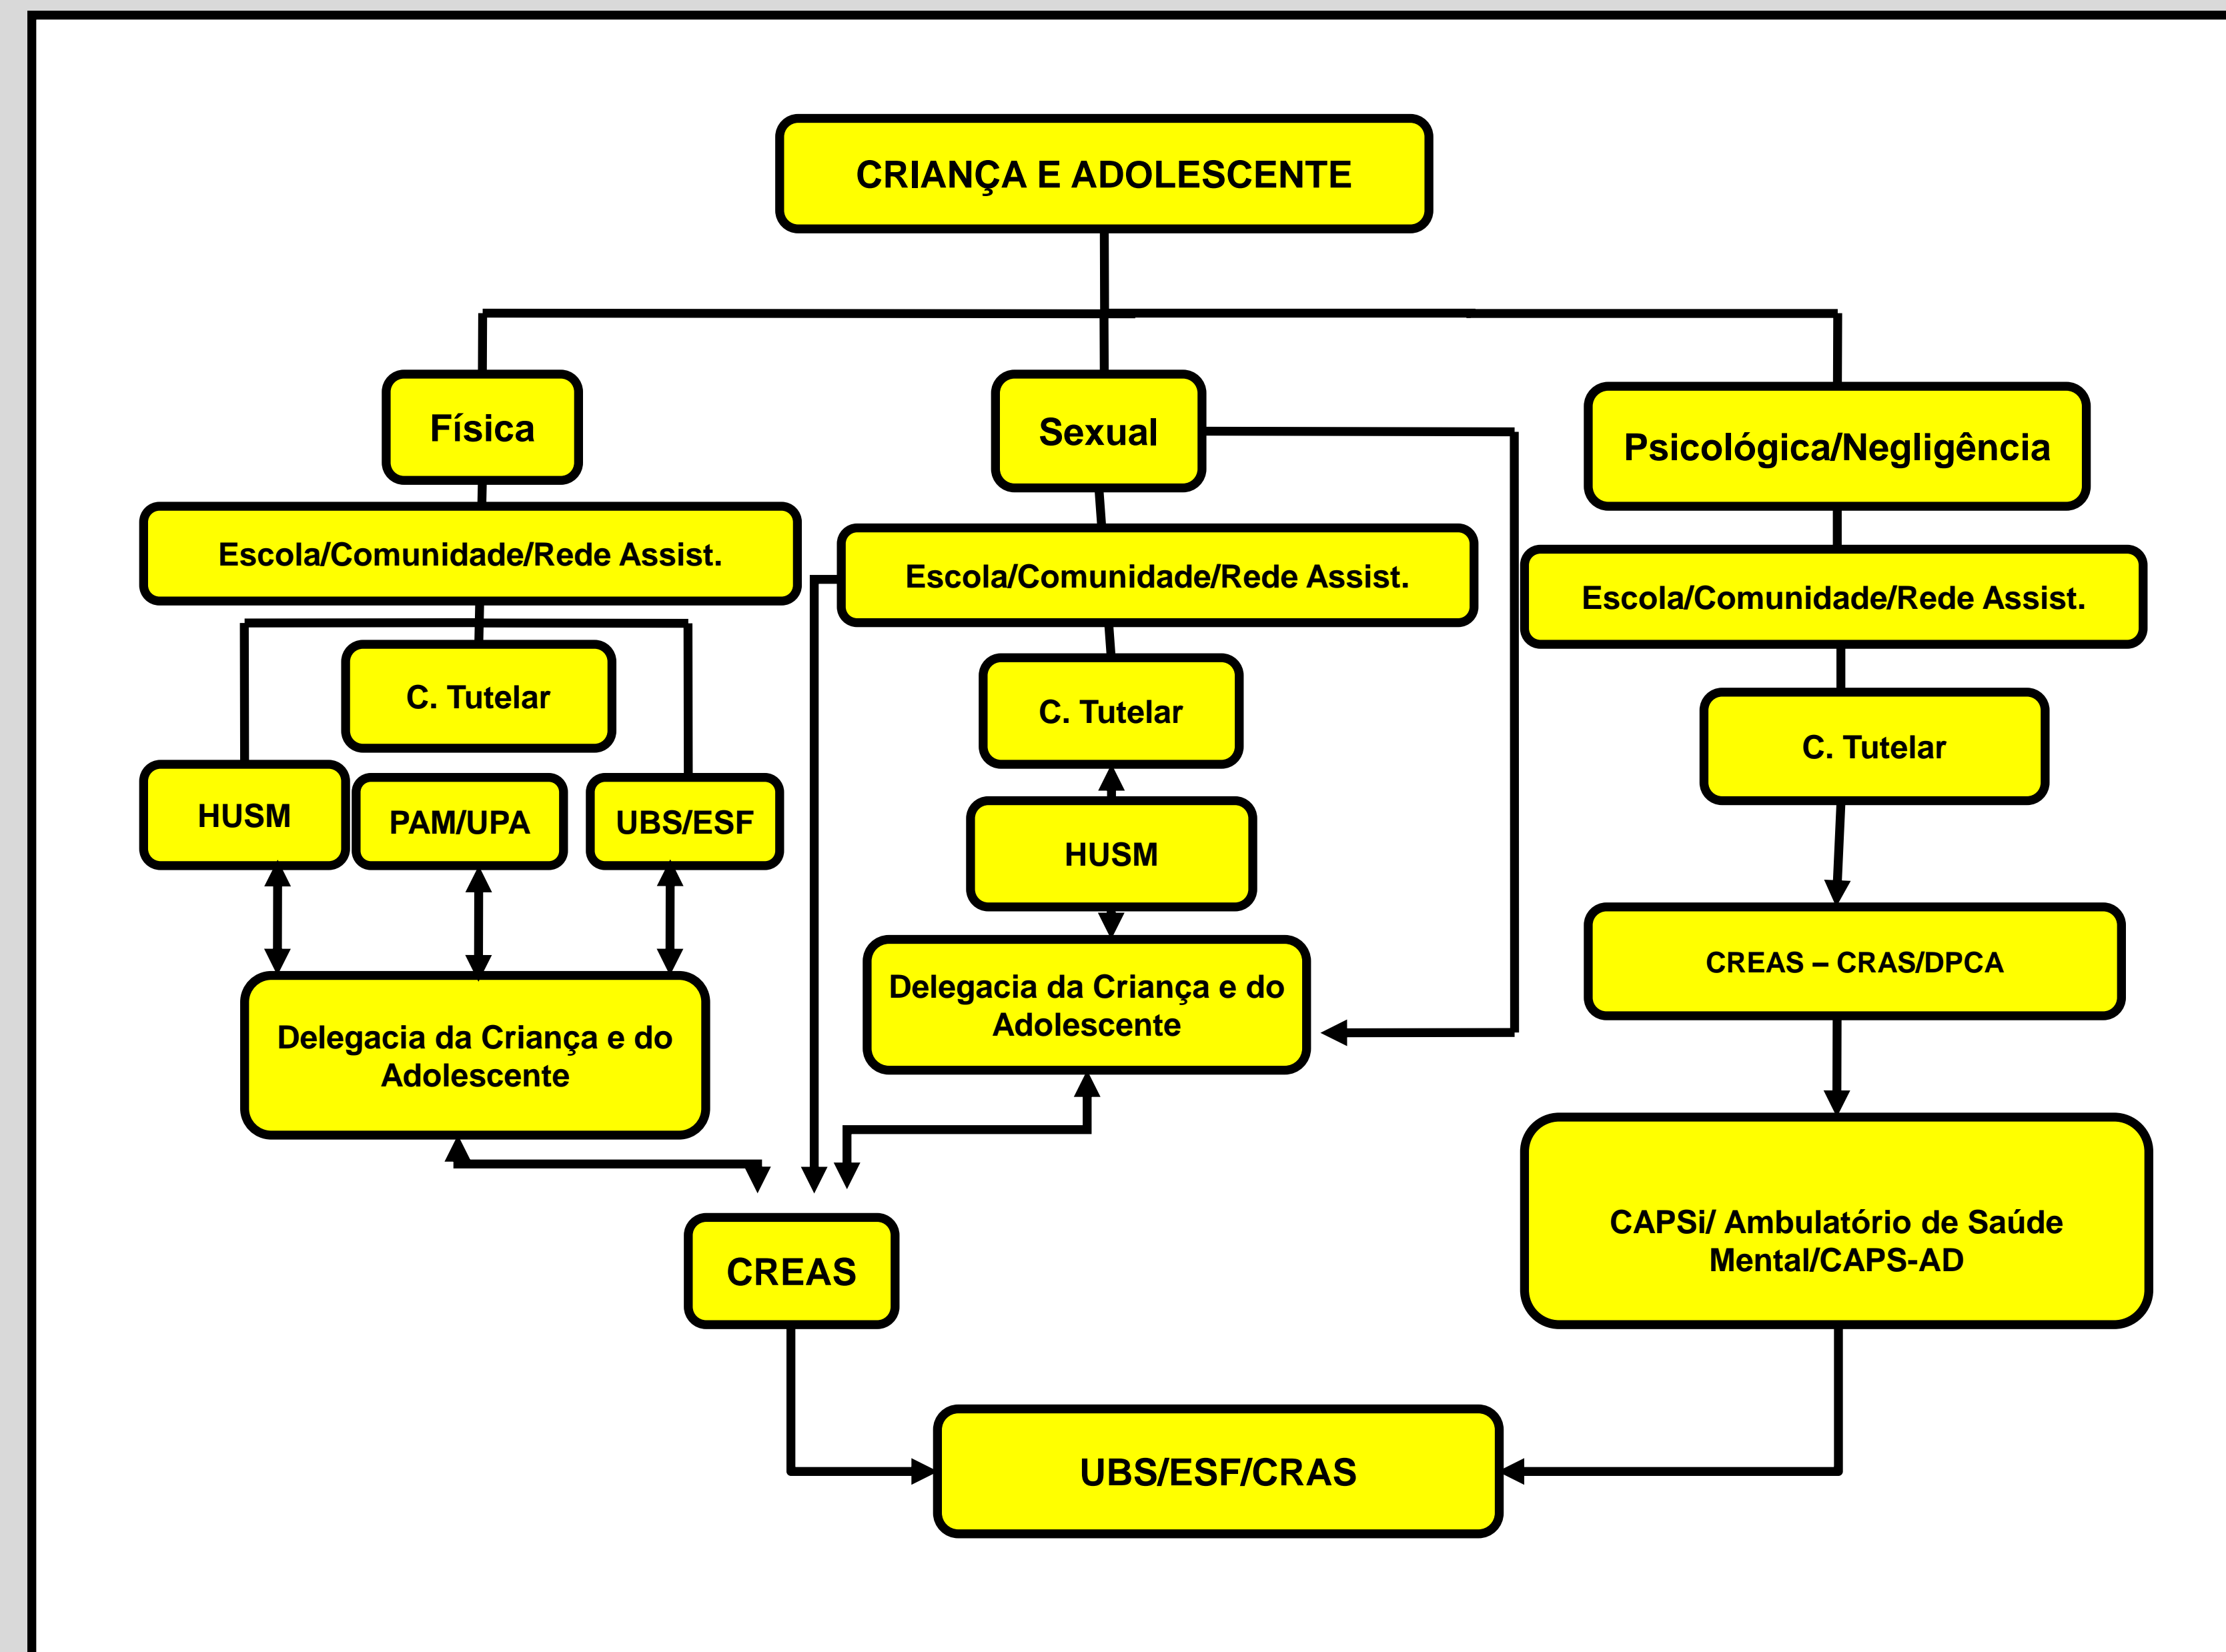 CRIANÇA E ADOLESCENTE
Física
Sexual
Psicológica/Negligência
Escola/Comunidade/Rede Assist.
Escola/Comunidade/Rede Assist.
Escola/Comunidade/Rede Assist.
C. Tutelar
C. Tutelar
C. Tutelar
HUSM
PAM/UPA
UBS/ESF
HUSM
CREAS – CRAS/DPCA
Delegacia da Criança e do
Adolescente
Delegacia da Criança e do
Adolescente
CAPSi/ Ambulatório de Saúde
Mental/CAPS-AD
CREAS
UBS/ESF/CRAS